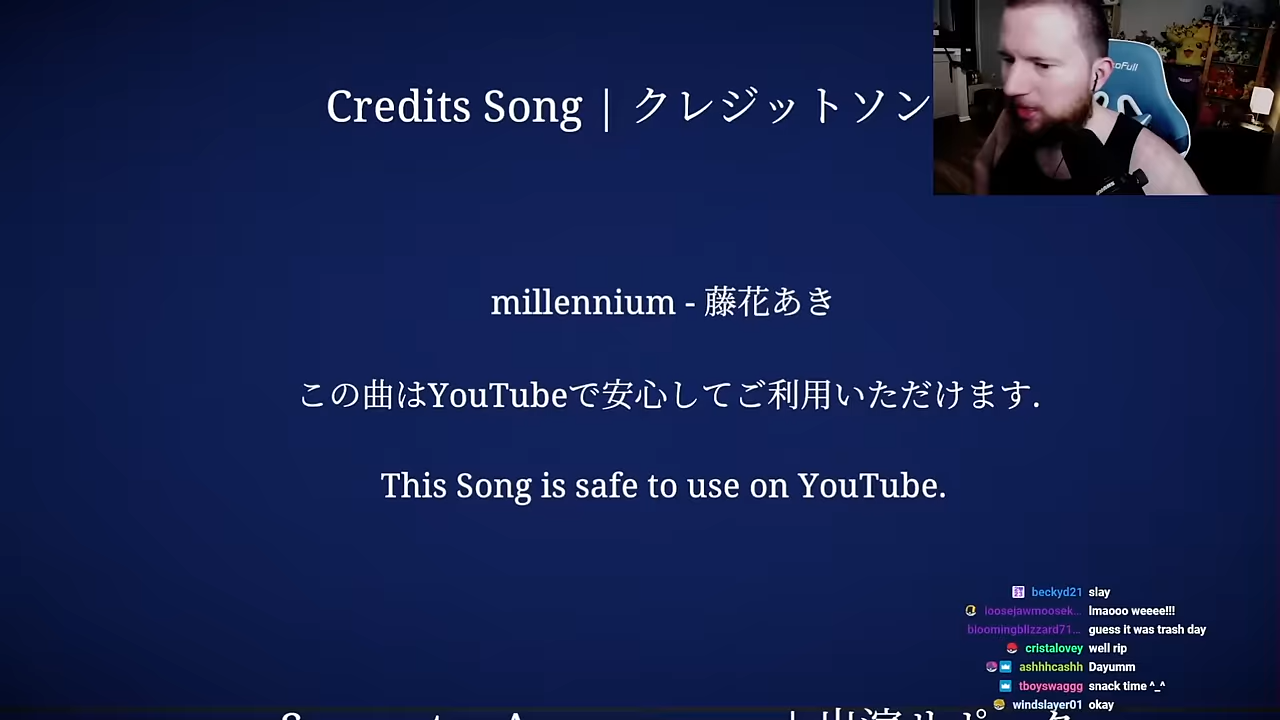 Credits Song | クレジットソン
millennium - 藤花あき
この曲はYouTubeで安心してご利用いただけます.
This Song is safe to use on YouTube.
beckyd21 slay
loosejawmoosek... lmaooo weeee!!!
bloomingblizzard71... guess it was trash day
cristalovey well rip
ashhhcashh Dayumm
tboyswaggg snack time ^_^
windslayer01 okay